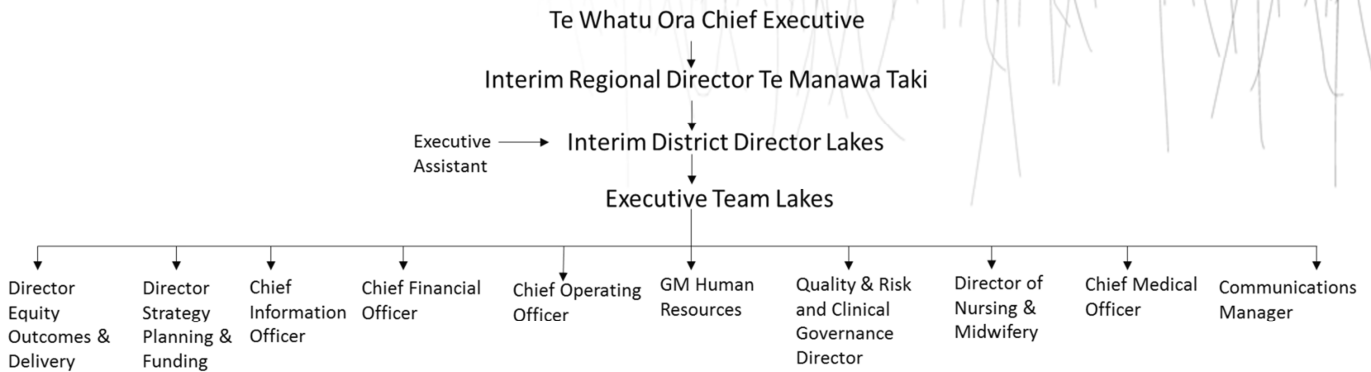 Te Whatu Ora Chief Executive
Interim Regional Director Te Manawa Taki
Executive
Assistant
Interim District Director Lakes
Executive Team Lakes
Director
Equity
Outcomes &
Delivery
Director
Strategy
Planning &
Funding
Chief
Information
Officer
Chief Financial
Officer
Chief Operating
Officer
GM Human
Resources
Quality & Risk
and Clinical
Governance
Director
Director of
Nursing &
Midwifery
Chief Medical
Officer
Communications
Manager